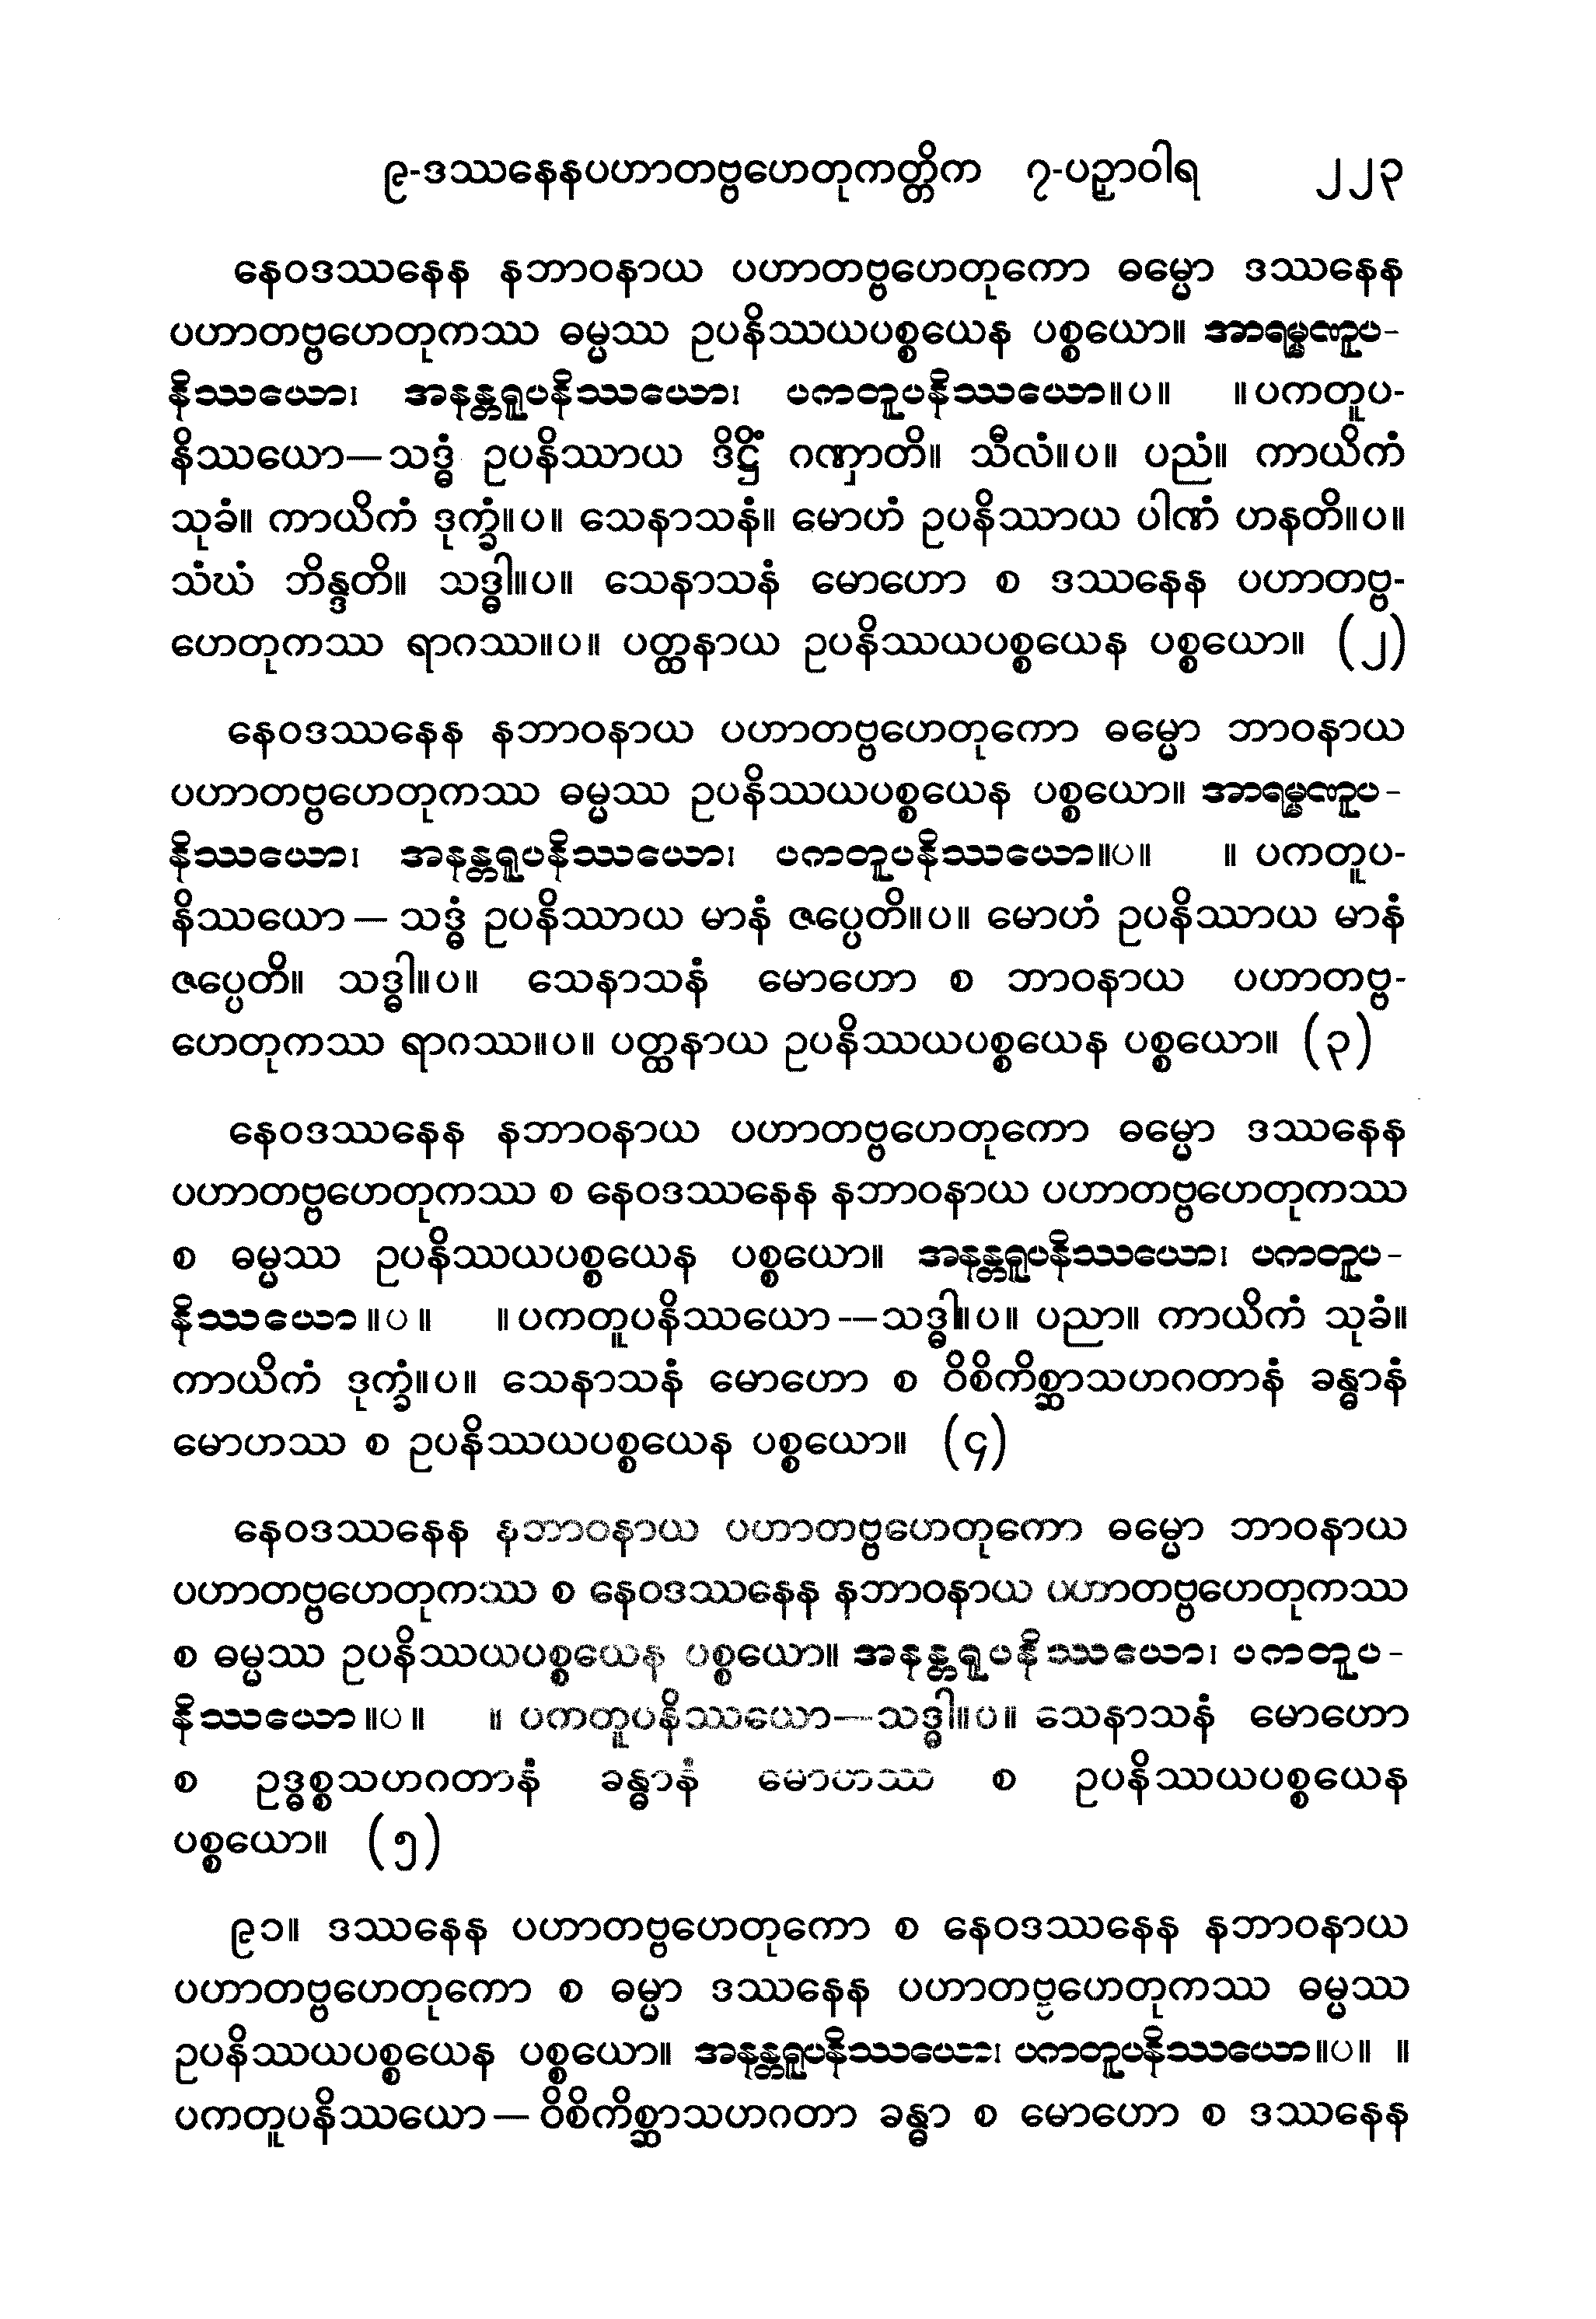 ၉-ဒဿနေနပဟာတဗ္ဗဟေတုကတ္တိက ၇-ပဉှာဝါရ ၂၂၃
နေဝဒဿနေန နဘာဝနာယ ပဟာတဗ္ဗဟေတုကော ဓမ္မော ဒဿနေန
ပဟာတဗ္ဗဟေတုကဿ ဓမ္မဿ ဥပနိဿယပစ္စယေန ပစ္စယော။ အာရမ္မဏူပ-
နိဿယော၊ အနန္တရူပနိဿယော၊ ပကတူပနိဿယော။ပ။ ။ပကတူပ-
နိဿယော—သဒ္ဓံ ဥပနိဿာယ ဒိဋ္ဌိံ ဂဏှာတိ။ သီလံ။ပ။ ပညံ။ ကာယိကံ
သုခံ။ ကာယိကံ ဒုက္ခံ။ပ။ သေနာသနံ။ မောဟံ ဥပနိဿာယ ပါဏံ ဟနတိ။ပ။
သံဃံ ဘိန္ဒတိ။ သဒ္ဓါ။ပ။ သေနာသနံ မောဟော စ ဒဿနေန ပဟာတဗ္ဗ-
ဟေတုကဿ ရာဂဿ။ပ။ ပတ္ထနာယ ဥပနိဿယပစ္စယေန ပစ္စယော။ (၂)
နေဝဒဿနေန နဘာဝနာယ ပဟာတဗ္ဗဟေတုကော ဓမ္မော ဘာဝနာယ
ပဟာတဗ္ဗဟေတုကဿ ဓမ္မဿ ဥပနိဿယပစ္စယေန ပစ္စယော။ အာရမ္မဏူပ-
နိဿယော၊ အနန္တရူပနိဿယော၊ ပကတူပနိဿယော။ပ။ ။ ပကတူပ-
နိဿယော — သဒ္ဓံ ဥပနိဿာယ မာနံ ဇပ္ပေတိ။ပ။ မောဟံ ဥပနိဿာယ မာနံ
ဇပ္ပေတိ။ သဒ္ဓါ။ပ။ သေနာသနံ မောဟော စ ဘာဝနာယ ပဟာတဗ္ဗ-
ဟေတုကဿ ရာဂဿ။ပ။ ပတ္ထနာယ ဥပနိဿယပစ္စယေန ပစ္စယော။ (၃)
နေဝဒဿနေန နဘာဝနာယ ပဟာတဗ္ဗဟေတုကော ဓမ္မော ဒဿနေန
ပဟာတဗ္ဗဟေတုကဿ စ နေဝဒဿနေန နဘာဝနာယ ပဟာတဗ္ဗဟေတုကဿ
စ ဓမ္မဿ ဥပနိဿယပစ္စယေန ပစ္စယော။ အနန္တရူပနိဿယော၊ ပကတူပ-
နိဿယော။ပ။ ။ပကတူပနိဿယော—သဒ္ဓါ။ပ။ ပညာ။ ကာယိကံ သုခံ။
ကာယိကံ ဒုက္ခံ။ပ။ သေနာသနံ မောဟော စ ဝိစိကိစ္ဆာသဟဂတာနံ ခန္ဓာနံ
မောဟဿ စ ဥပနိဿယပစ္စယေန ပစ္စယော။ (၄)
နေဝဒဿနေန နဘာဝနာယ ပဟာတဗ္ဗဟေတုကော ဓမ္မော ဘာဝနာယ
ပဟာတဗ္ဗဟေတုကဿ စ နေဝဒဿနေန နဘာဝနာယ ပဟာတဗ္ဗဟေတုကဿ
စ ဓမ္မဿ ဥပနိဿယပစ္စယေန ပစ္စယော။ အနန္တရူပနိဿယော၊ ပကတူပ-
နိဿယော။ပ။ ။ ပကတူပနိဿယော—သဒ္ဓါ။ပ။ သေနာသနံ မောဟော
စ ဥဒ္ဓစ္စသဟဂတာနံ ခန္ဓာနံ မောဟဿ စ ဥပနိဿယပစ္စယေန
ပစ္စယော။ (၅)
၉၁။ ဒဿနေန ပဟာတဗ္ဗဟေတုကော စ နေဝဒဿနေန နဘာဝနာယ
ပဟာတဗ္ဗဟေတုကော စ ဓမ္မာ ဒဿနေန ပဟာတဗ္ဗဟေတုကဿ ဓမ္မဿ
ဥပနိဿယပစ္စယေန ပစ္စယော။ အနန္တရူပနိဿယော၊ ပကတူပနိဿယော။ပ။ ။
ပကတူပနိဿယော — ဝိစိကိစ္ဆာသဟဂတာ ခန္ဓာ စ မောဟော စ ဒဿနေန